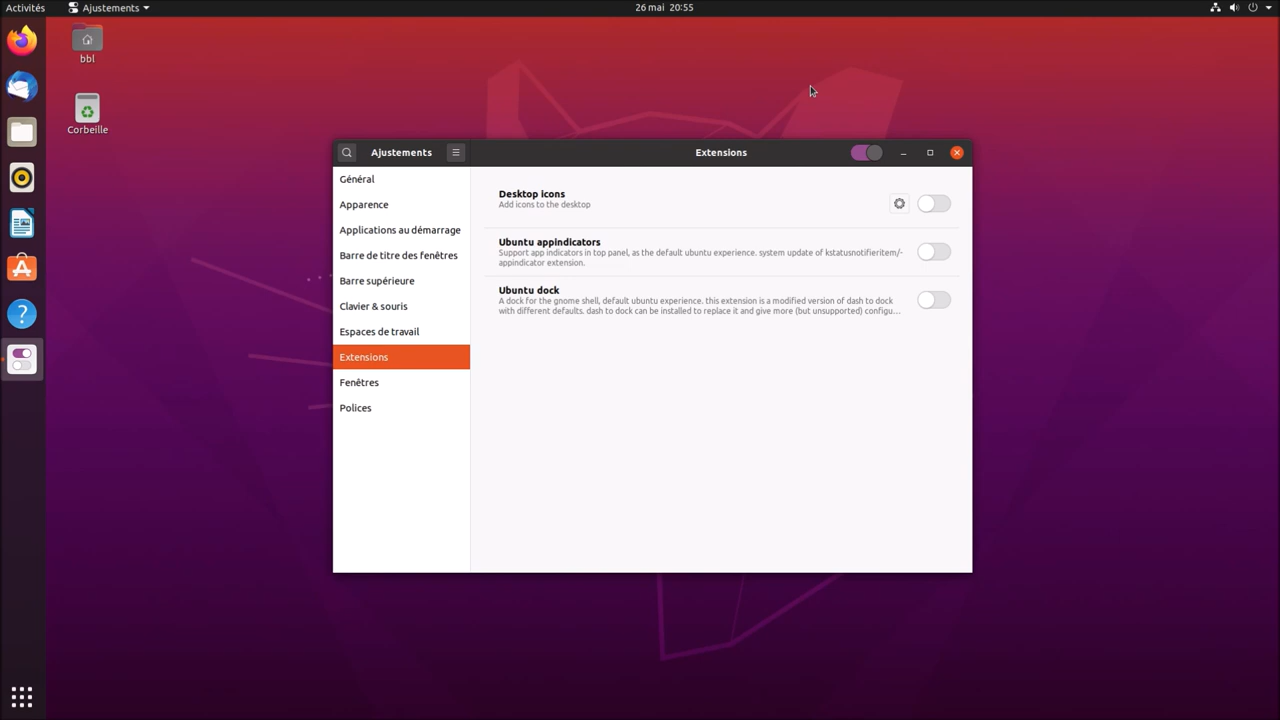 Activités
Ajustements
26 mai 20:55
bbl
Corbeille
Ajustements
Extensions
Général
Apparence
Applications au démarrage
Barre de titre des fenêtres
Barre supérieure
Clavier & souris
Espaces de travail
Extensions
Fenêtres
Polices
Desktop icons
Add icons to the desktop
Ubuntu appindicators
Support app indicators in top panel, as the default ubuntu experience. system update of kstatusnotifieritem/-
appindicator extension.
Ubuntu dock
A dock for the gnome shell, default ubuntu experience. this extension is a modified version of dash to dock
with different defaults. dash to dock can be installed to replace it and give more (but unsupported) configu…